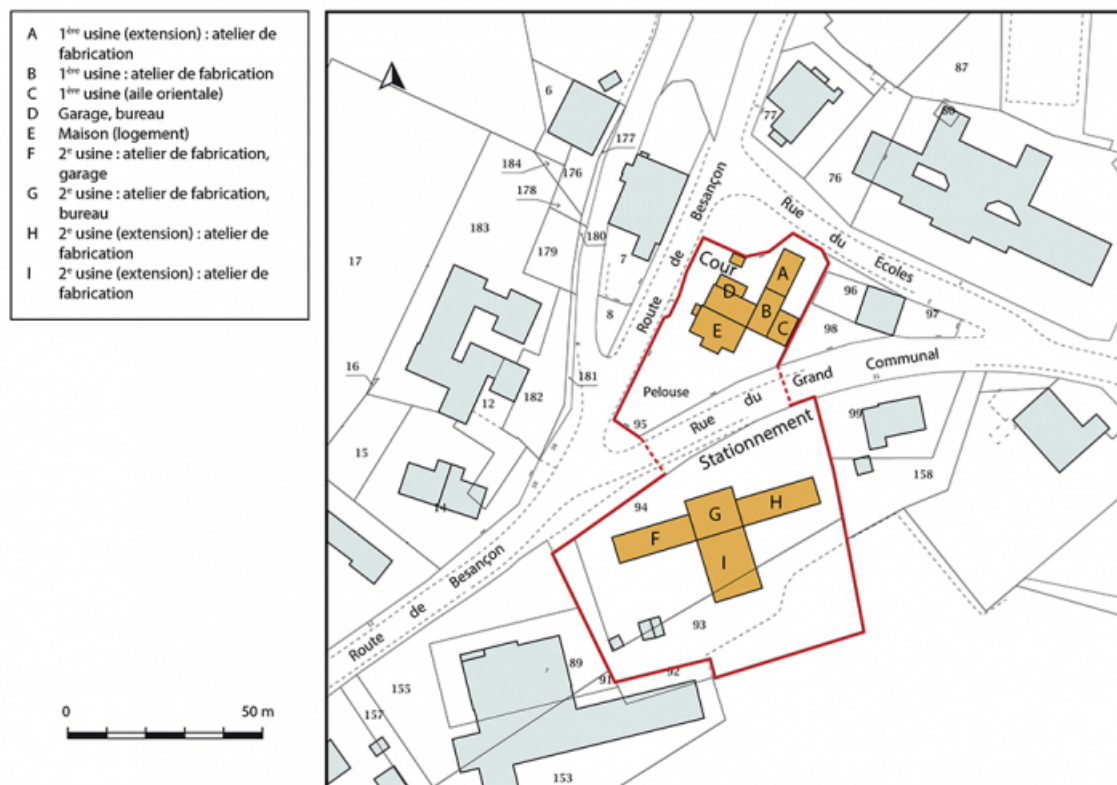 A 1ère usine (extension) : atelier de
fabrication
B 1ère usine : atelier de fabrication
C 1ère usine (aile orientale)
D Garage, bureau
E Maison (logement)
F 2e usine : atelier de fabrication,
garage
G 2e usine : atelier de fabrication,
bureau
H 2e usine (extension) : atelier de
fabrication
I 2e usine (extension) : atelier de
fabrication
0 50 m
87
6
77
80
177
184
176
76
178
183
180
179
17
7
8
Route de Besançon
Rue du Ecoles
Cour
A
D
B
C
E
96
97
98
16
181
182
12
Pelouse
95
Rue du Grand Communal
Stationnement
99
15
14
158
94
G
H
F
I
93
Route de Besançon
89
91
92
155
157
153